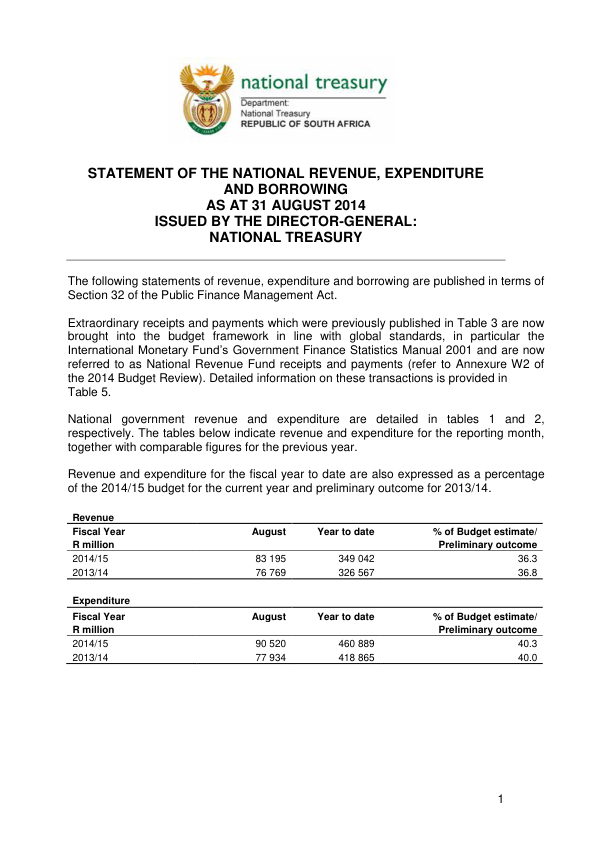 national treasury
Department:
National Treasury
REPUBLIC OF SOUTH AFRICA
STATEMENT OF THE NATIONAL REVENUE, EXPENDITURE
AND BORROWING
AS AT 31 AUGUST 2014
ISSUED BY THE DIRECTOR-GENERAL:
NATIONAL TREASURY
The following statements of revenue, expenditure and borrowing are published in terms of
Section 32 of the Public Finance Management Act.
Extraordinary receipts and payments which were previously published in Table 3 are now
brought into the budget framework in line with global standards, in particular the
International Monetary Fund's Government Finance Statistics Manual 2001 and are now
referred to as National Revenue Fund receipts and payments (refer to Annexure W2 of
the 2014 Budget Review). Detailed information on these transactions is provided in
Table 5.
National government revenue and expenditure are detailed in tables 1 and 2,
respectively. The tables below indicate revenue and expenditure for the reporting month,
together with comparable figures for the previous year.
Revenue and expenditure for the fiscal year to date are also expressed as a percentage
of the 2014/15 budget for the current year and preliminary outcome for 2013/14.
Revenue
Fiscal Year August Year to date % of Budget estimate/
R million Preliminary outcome
2014/15 83 195 349 042 36.3
2013/14 76 769 326 567 36.8
Expenditure
Fiscal Year August Year to date % of Budget estimate/
R million Preliminary outcome
2014/15 90 520 460 889 40.3
2013/14 77 934 418 865 40.0
1